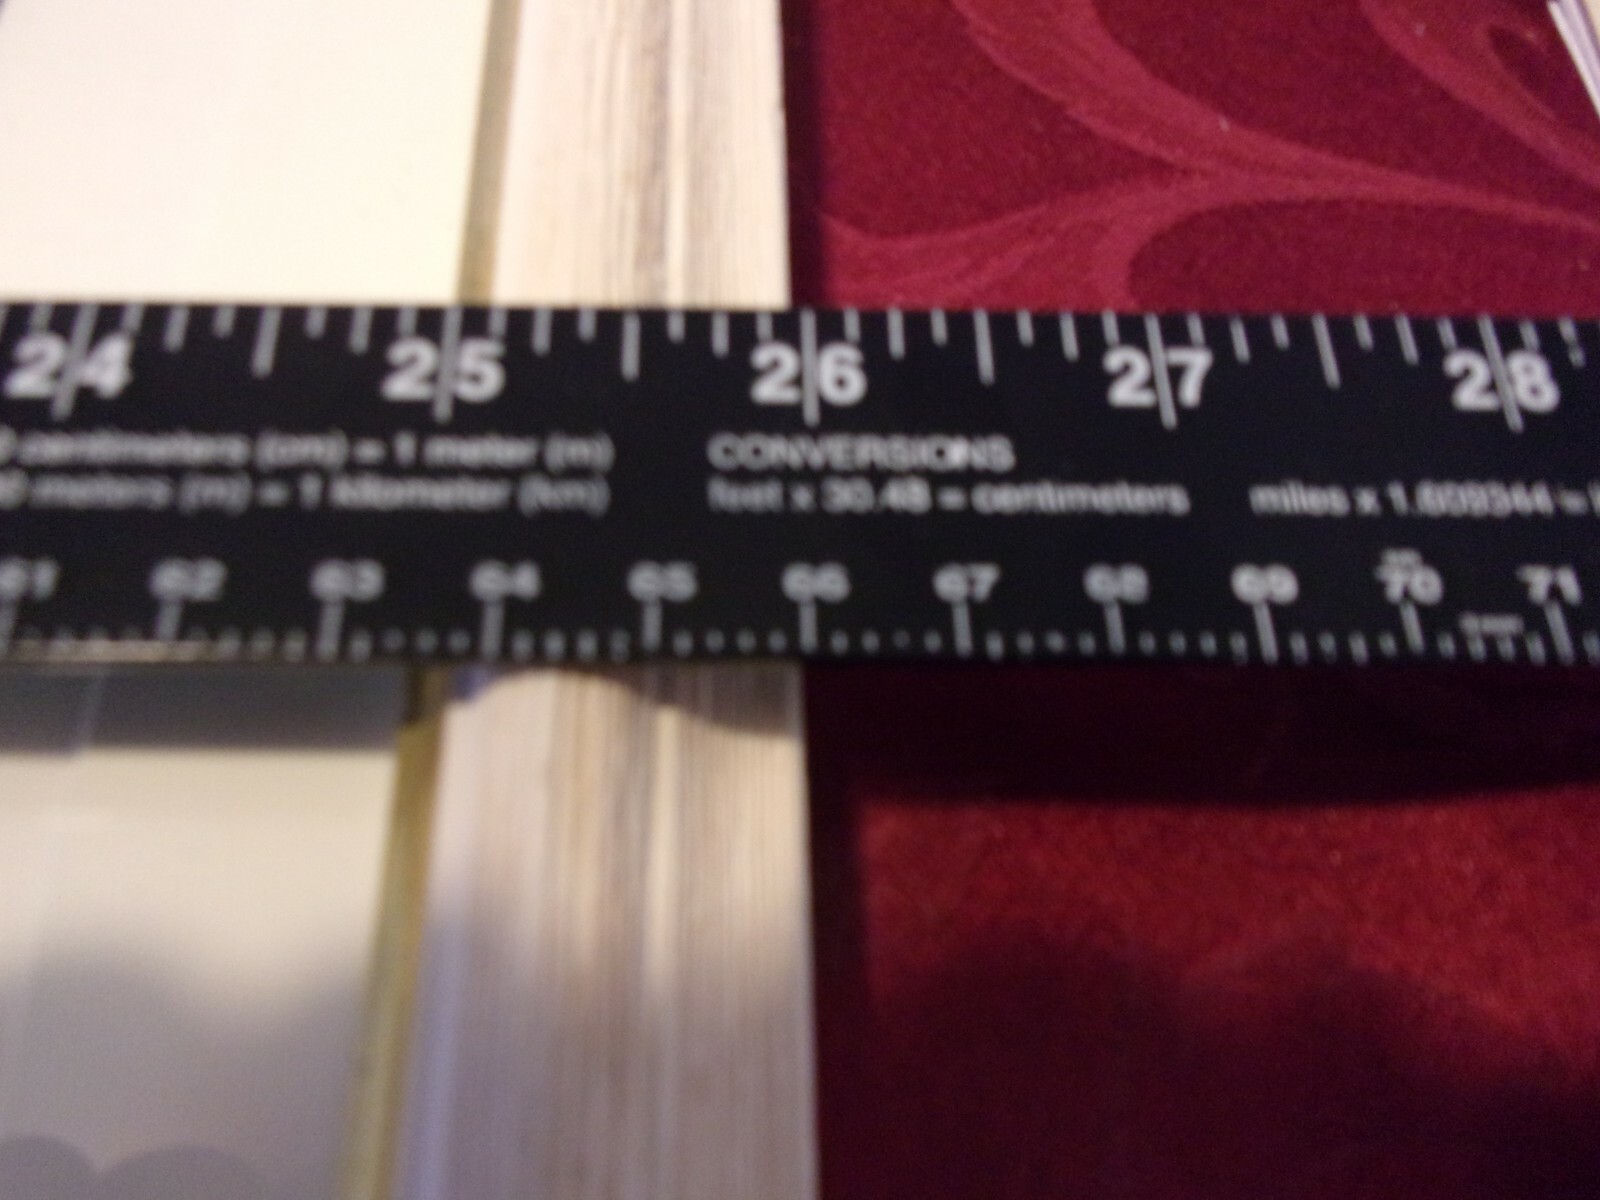 24 25 26 27 28
centimeters (cm) = 1 meter (m)
meters (m) = 1 kilometer (km)
CONVERSIONS
feet x 30.48 = centimeters
miles x 1.609344 =
61 62 63 64 65 66 67 68 69 70 71